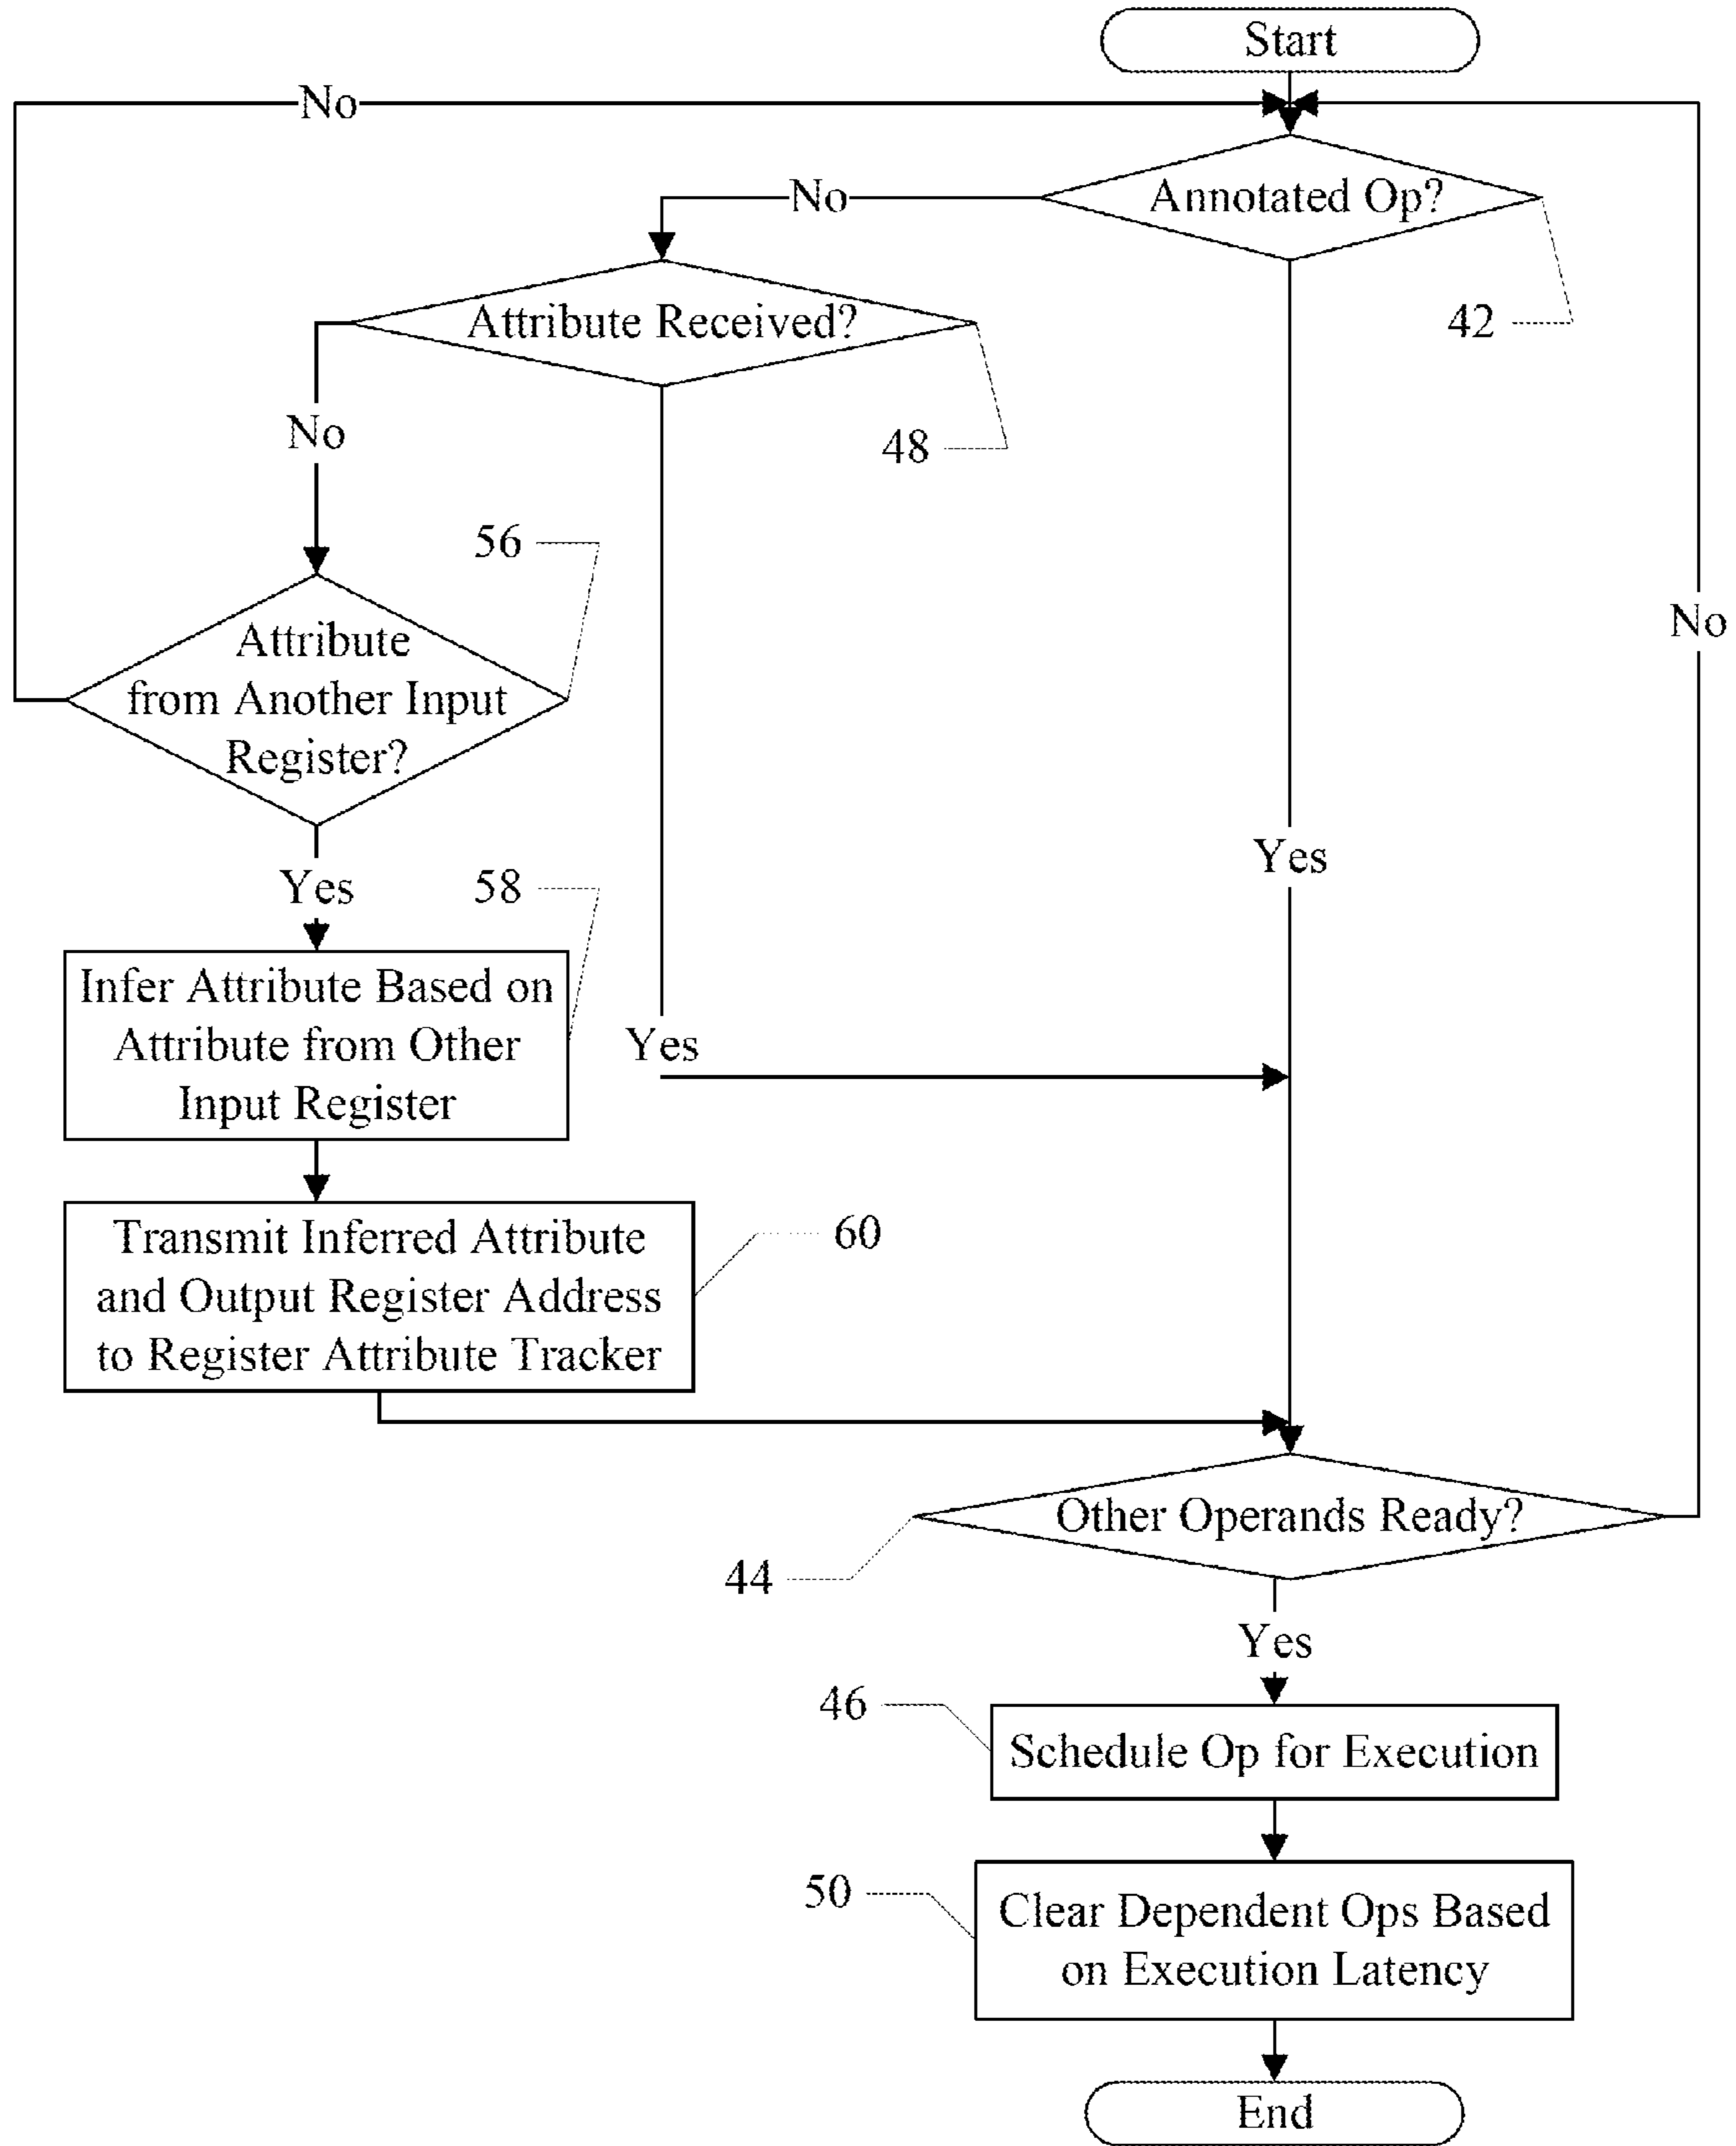 Start
No
Annotated Op?
No
Attribute Received?
42
No
48
56
Attribute
from Another Input
Register?
No
Yes
Yes
58
Infer Attribute Based on
Attribute from Other
Input Register
Yes
Transmit Inferred Attribute
and Output Register Address
to Register Attribute Tracker
60
Other Operands Ready?
44
Yes
46
Schedule Op for Execution
50
Clear Dependent Ops Based
on Execution Latency
End